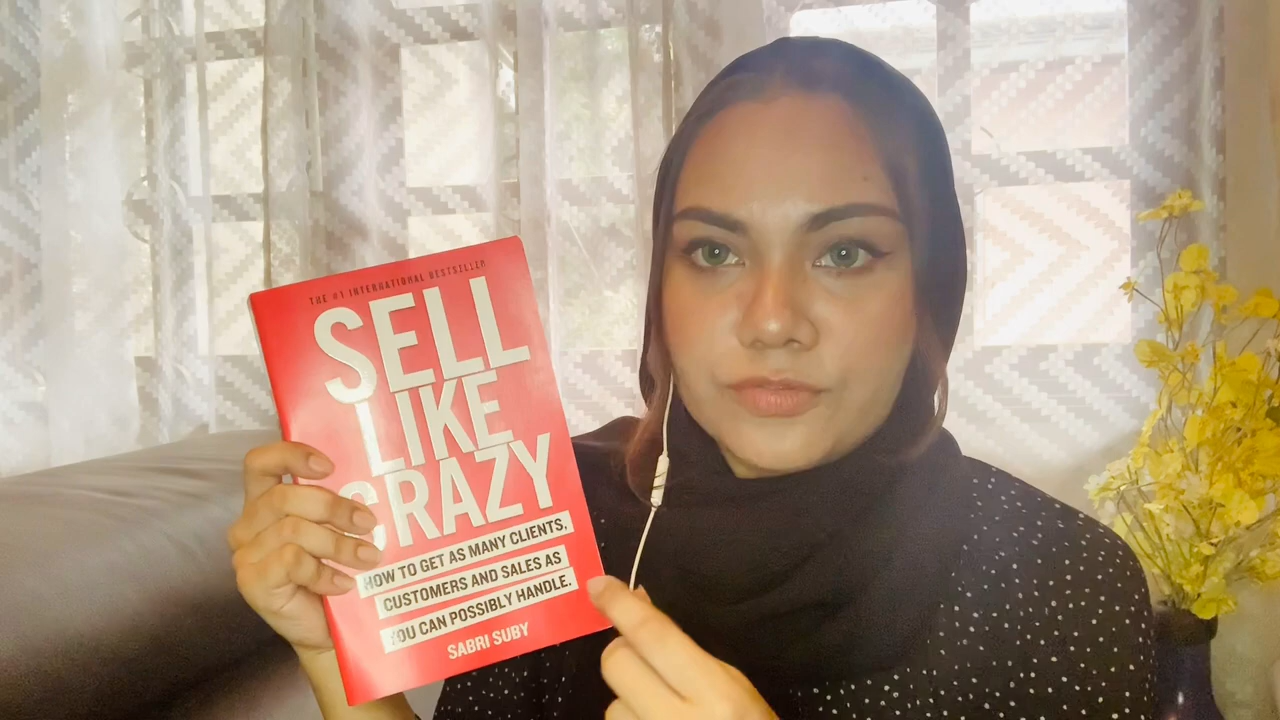 THE #1 INTERNATIONAL BESTSELLER
SELL
LIKE
CRAZY
HOW TO GET AS MANY CLIENTS,
CUSTOMERS AND SALES AS
YOU CAN POSSIBLY HANDLE.
SABRI SUBY